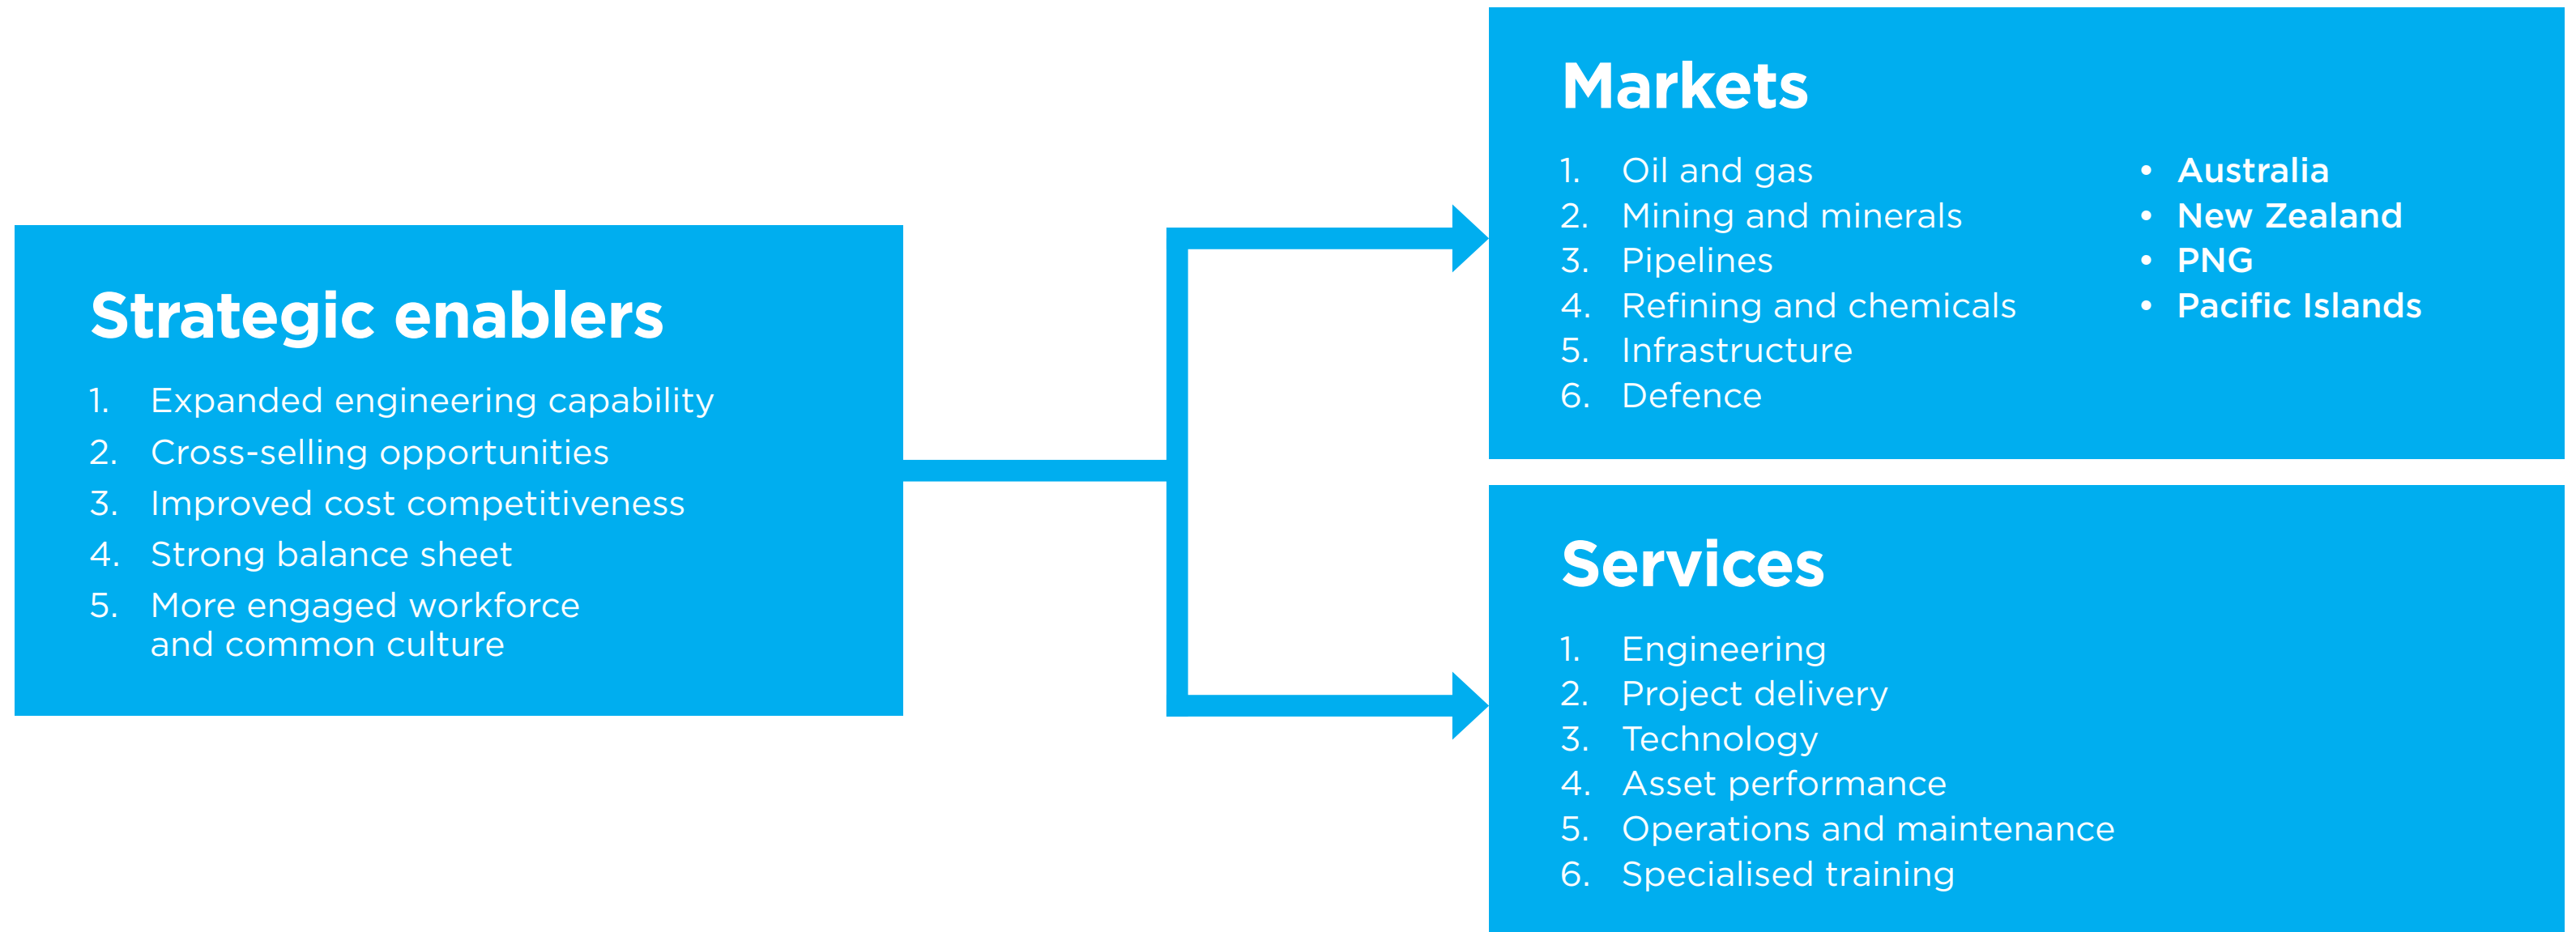 Strategic enablers
1. Expanded engineering capability
2. Cross-selling opportunities
3. Improved cost competitiveness
4. Strong balance sheet
5. More engaged workforce
and common culture
Markets
1. Oil and gas
2. Mining and minerals
3. Pipelines
4. Refining and chemicals
5. Infrastructure
6. Defence
• Australia
• New Zealand
• PNG
• Pacific Islands
Services
1. Engineering
2. Project delivery
3. Technology
4. Asset performance
5. Operations and maintenance
6. Specialised training